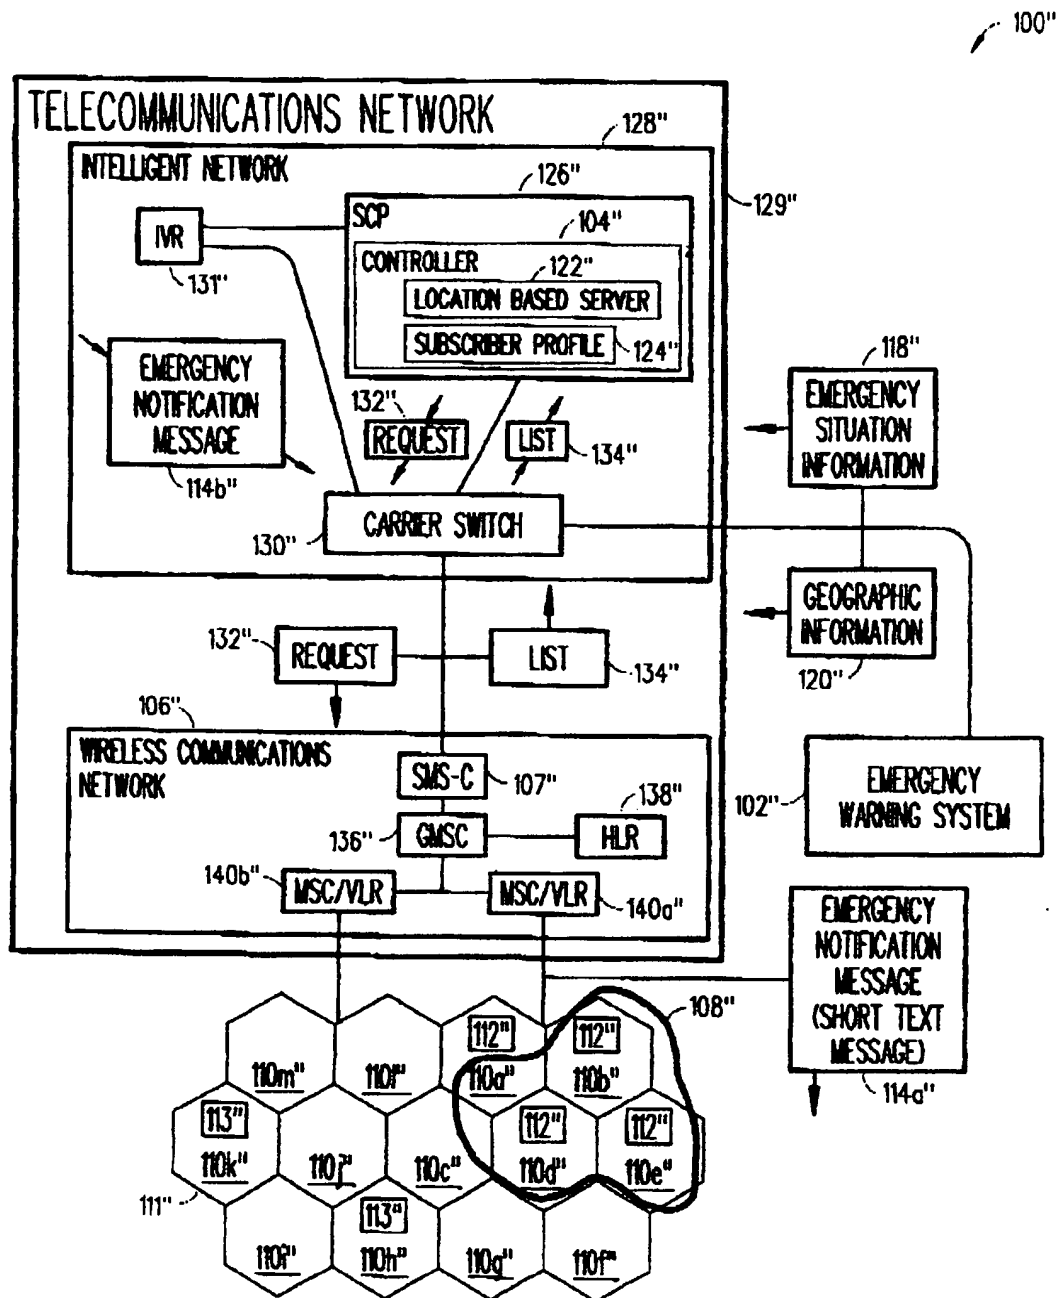 100"
TELECOMMUNICATIONS NETWORK
128"
INTELLIGENT NETWORK
126"
129"
SCP
IVR
104"
CONTROLLER
122"
131"
LOCATION BASED SERVER
SUBSCRIBER PROFILE
124"
EMERGENCY
NOTIFICATION
MESSAGE
114b"
132"
REQUEST
LIST
134"
118"
EMERGENCY
SITUATION
INFORMATION
CARRIER SWITCH
130"
GEOGRAPHIC
INFORMATION
120"
132"
REQUEST
LIST
134"
106"
WIRELESS COMMUNICATIONS
NETWORK
SMS-C
107"
138"
GMSC
136"
HLR
EMERGENCY
WARNING SYSTEM
102"
140b"
MSC/VLR
MSC/VLR
140a"
EMERGENCY
NOTIFICATION
MESSAGE
(SHORT TEXT
MESSAGE)
114a"
108"
112"
112"
110m"
110l"
110a"
110b"
113"
112"
112"
110k"
110j"
110c"
110d"
110e"
111"
113"
110i"
110h"
110g"
110f"